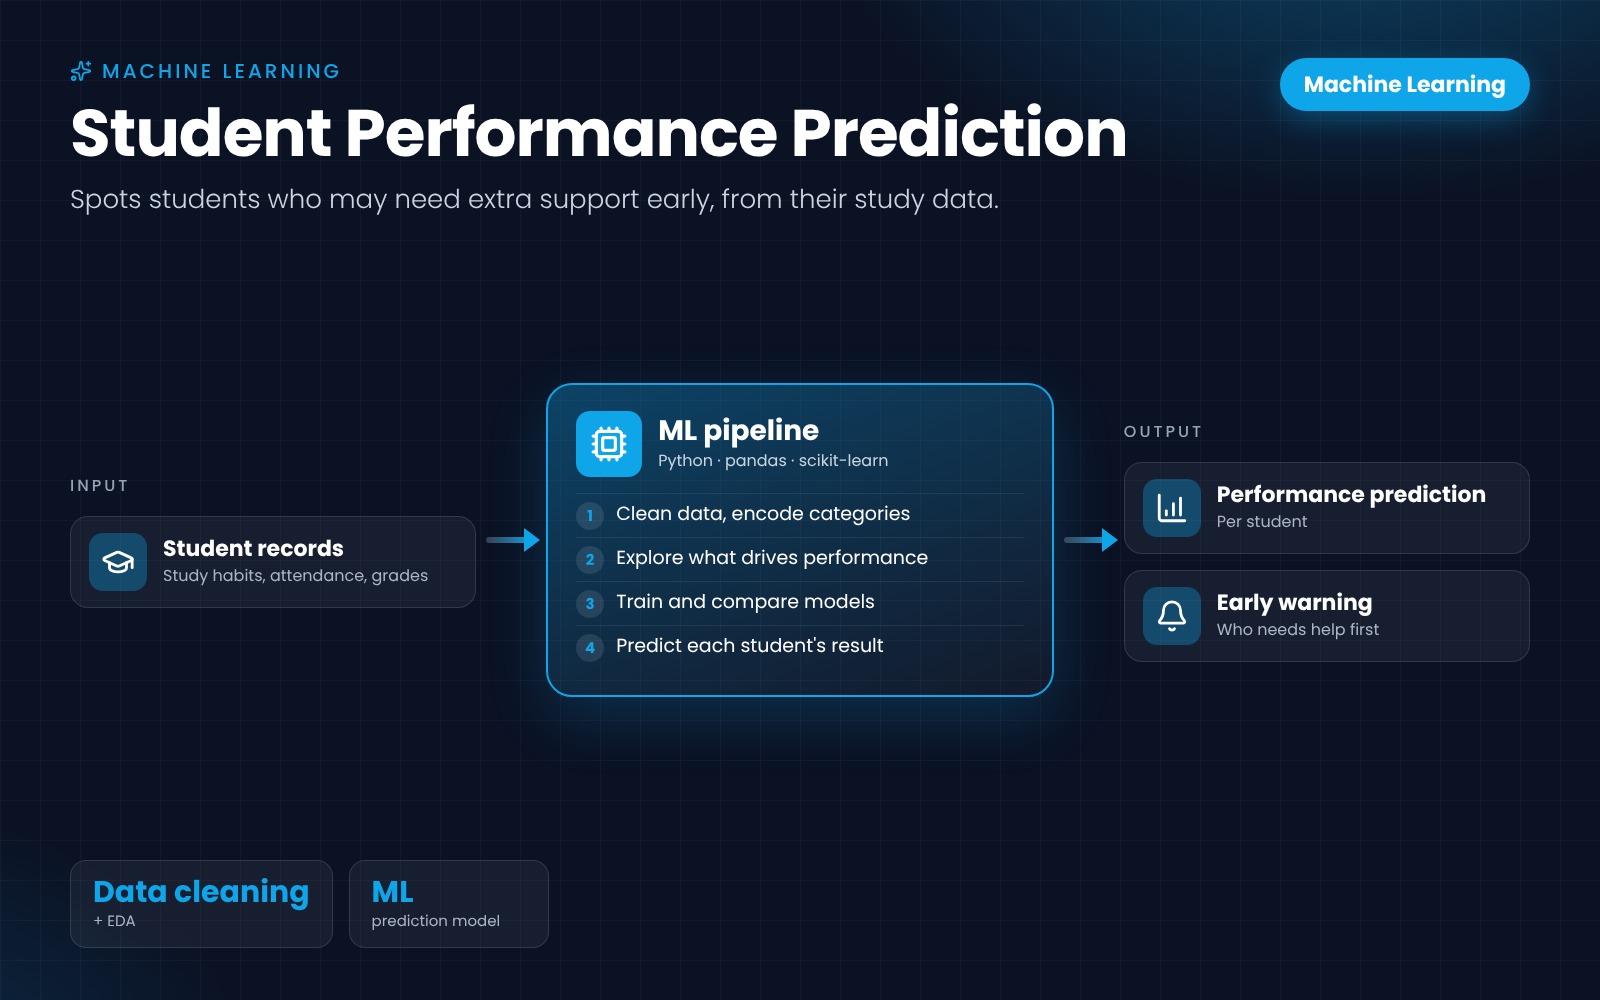 MACHINE LEARNING
Machine Learning
Student Performance Prediction
Spots students who may need extra support early, from their study data.
INPUT
Student records
Study habits, attendance, grades
ML pipeline
Python · pandas · scikit-learn
1 Clean data, encode categories
2 Explore what drives performance
3 Train and compare models
4 Predict each student's result
OUTPUT
Performance prediction
Per student
Early warning
Who needs help first
Data cleaning
+ EDA
ML
prediction model